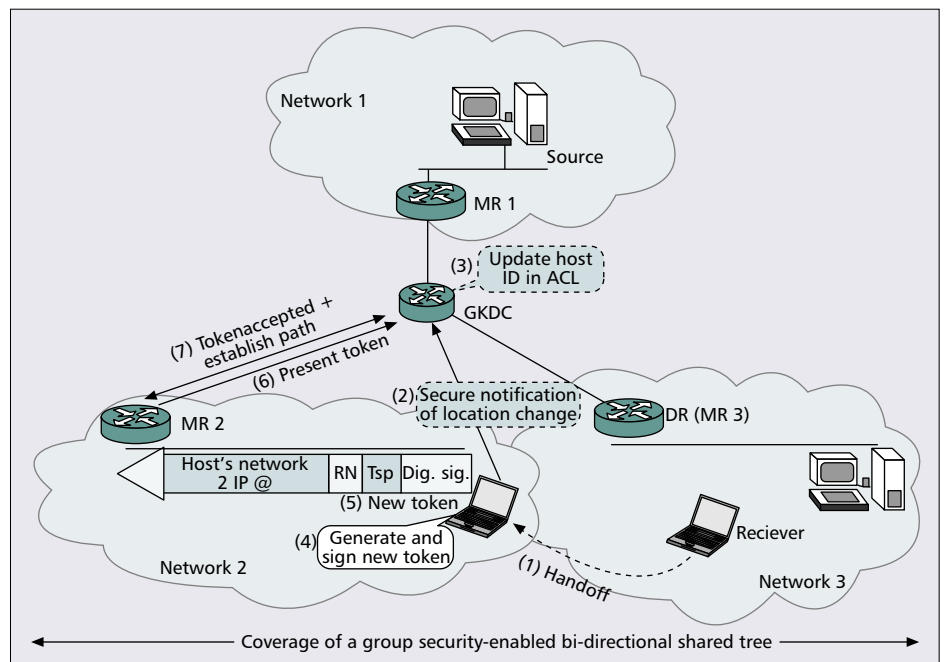 Network 1
Source
MR 1
(3)
Update host
ID in ACL
GKDC
(7) Tokenaccepted +
establish path
(6) Present token
(2)
Secure notification
of location change
MR 2
DR (MR 3)
Host's network
2 IP @
RN
Tsp
Dig. sig.
(5) New token
(4)
Generate and
sign new token
Reciever
(1) Handoff
Network 2
Network 3
Coverage of a group security-enabled bi-directional shared tree